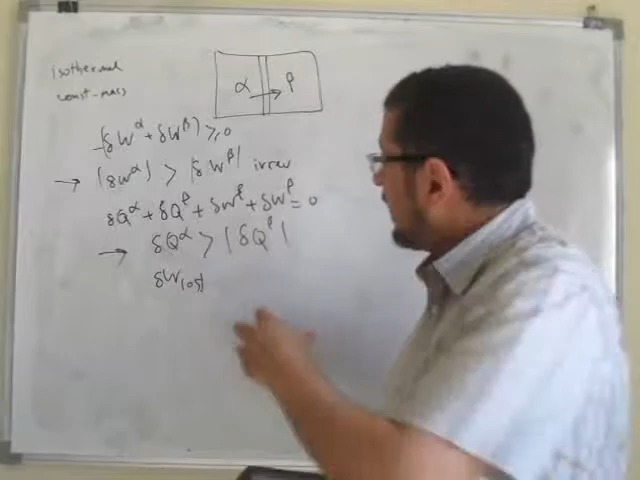 isothermal
const-mass
α → β
-(δW^α + δW^β) ≥ 0
→ |δW^α| > |δW^β| irrev
δQ^α + δQ^β + δW^α + δW^β = 0
→ δQ^α > |δQ^β|
δW_lost